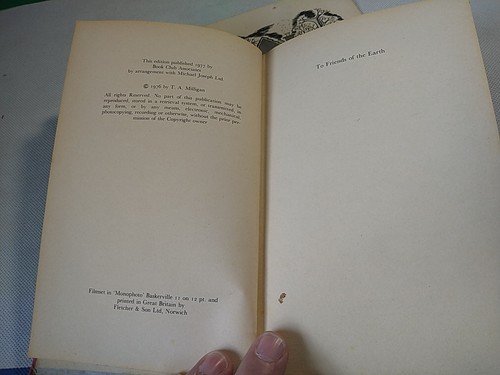 This edition published 1977 by
Book Club Associates
by arrangement with Michael Joseph Ltd.
© 1976 by T. A. Milligan
All rights Reserved. No part of this publication may be
reproduced, stored in a retrieval system, or transmitted, in
any form, or by any means, electronic, mechanical,
photocopying, recording or otherwise, without the prior per-
mission of the Copyright owner
Filmset in 'Monophoto' Baskerville 11 on 12 pt. and
printed in Great Britain by
Fletcher & Son Ltd, Norwich
To Friends of the Earth